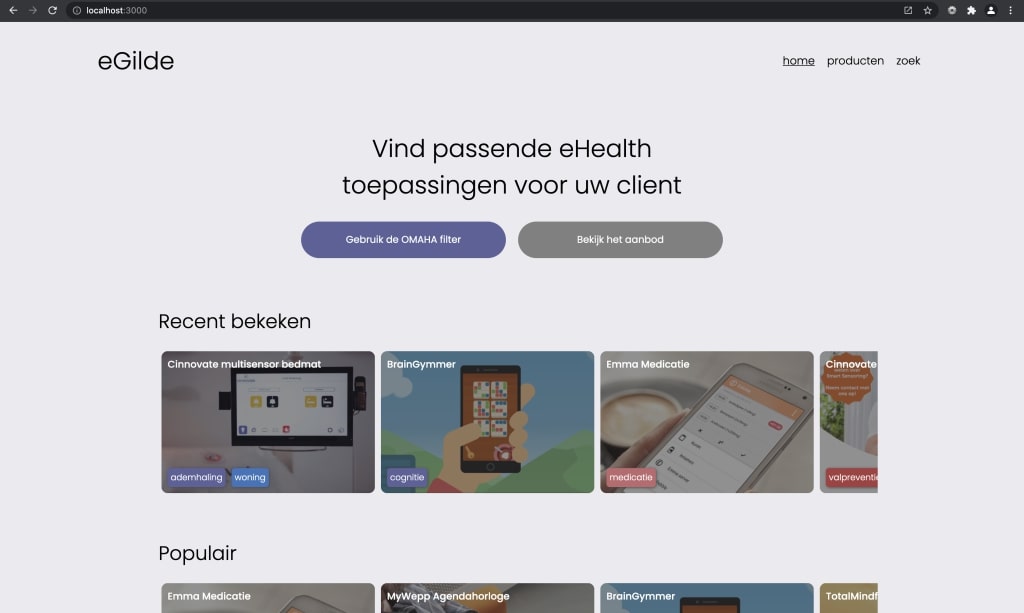 localhost:3000
eGilde
home producten zoek
Vind passende eHealth
toepassingen voor uw client
Gebruik de OMAHA filter
Bekijk het aanbod
Recent bekeken
Cinnovate multisensor bedmat
ademhaling woning
BrainGymmer
cognitie
Emma Medicatie
medicatie
Cinnovate
valpreventie
Populair
Emma Medicatie
MyWepp Agendahorloge
BrainGymmer
TotalMindf